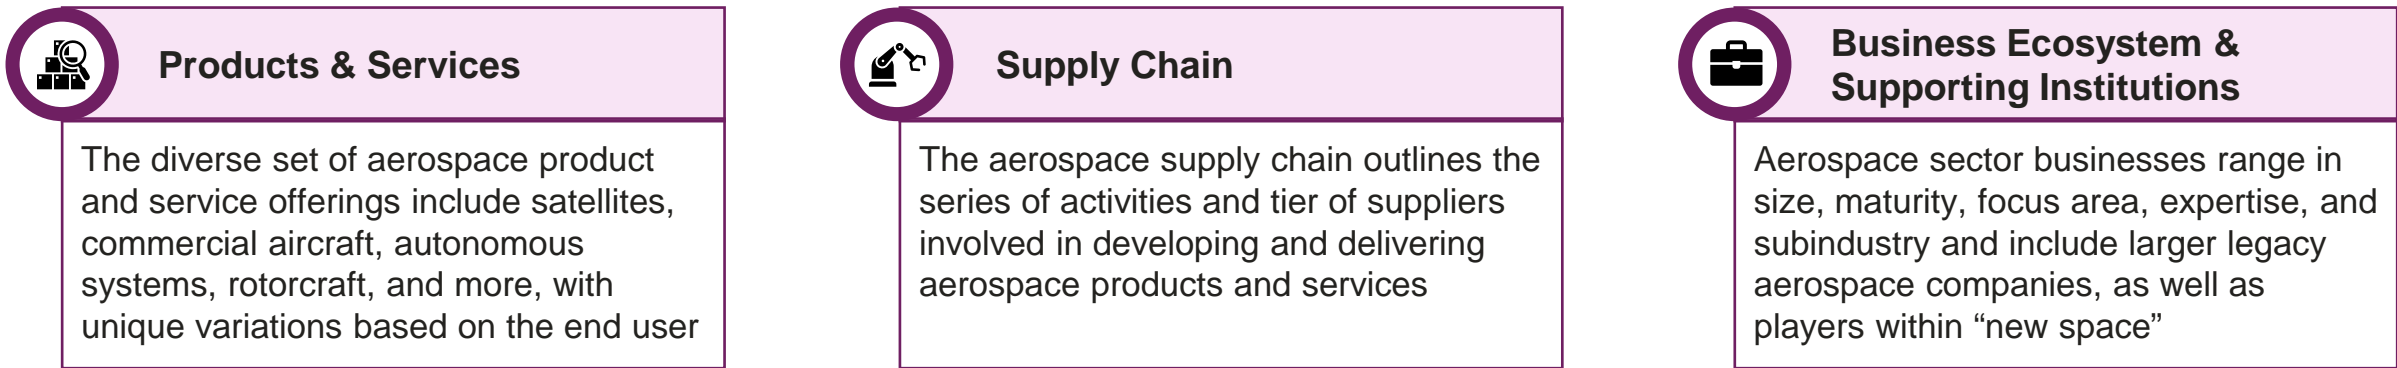 Products & Services
The diverse set of aerospace product
and service offerings include satellites,
commercial aircraft, autonomous
systems, rotorcraft, and more, with
unique variations based on the end user
Supply Chain
The aerospace supply chain outlines the
series of activities and tier of suppliers
involved in developing and delivering
aerospace products and services
Business Ecosystem &
Supporting Institutions
Aerospace sector businesses range in
size, maturity, focus area, expertise, and
subindustry and include larger legacy
aerospace companies, as well as
players within “new space”